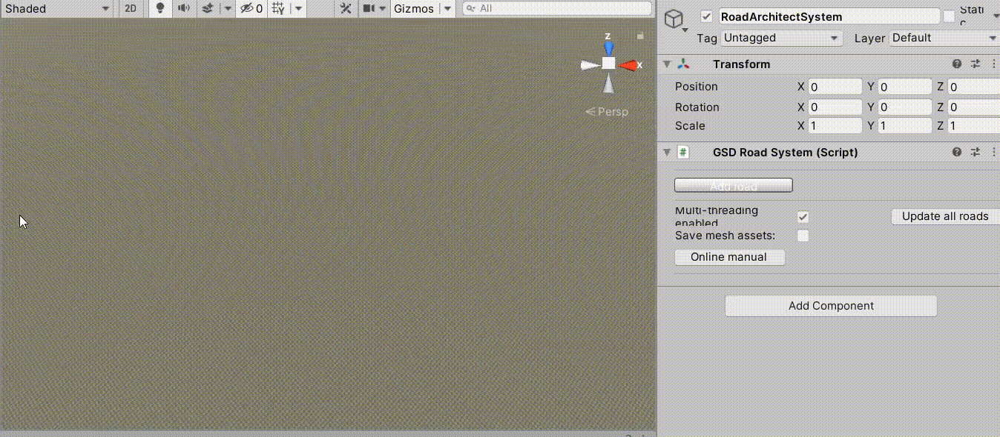 Shaded 2D 0 Gizmos All
z
x
Persp
RoadArchitectSystem
Tag Untagged Layer Default
Transform
Position X 0 Y 0 Z 0
Rotation X 0 Y 0 Z 0
Scale X 1 Y 1 Z 1
# GSD Road System (Script)
Add road
Multi-threading
enabled
Update all roads
Save mesh assets:
Online manual
Add Component